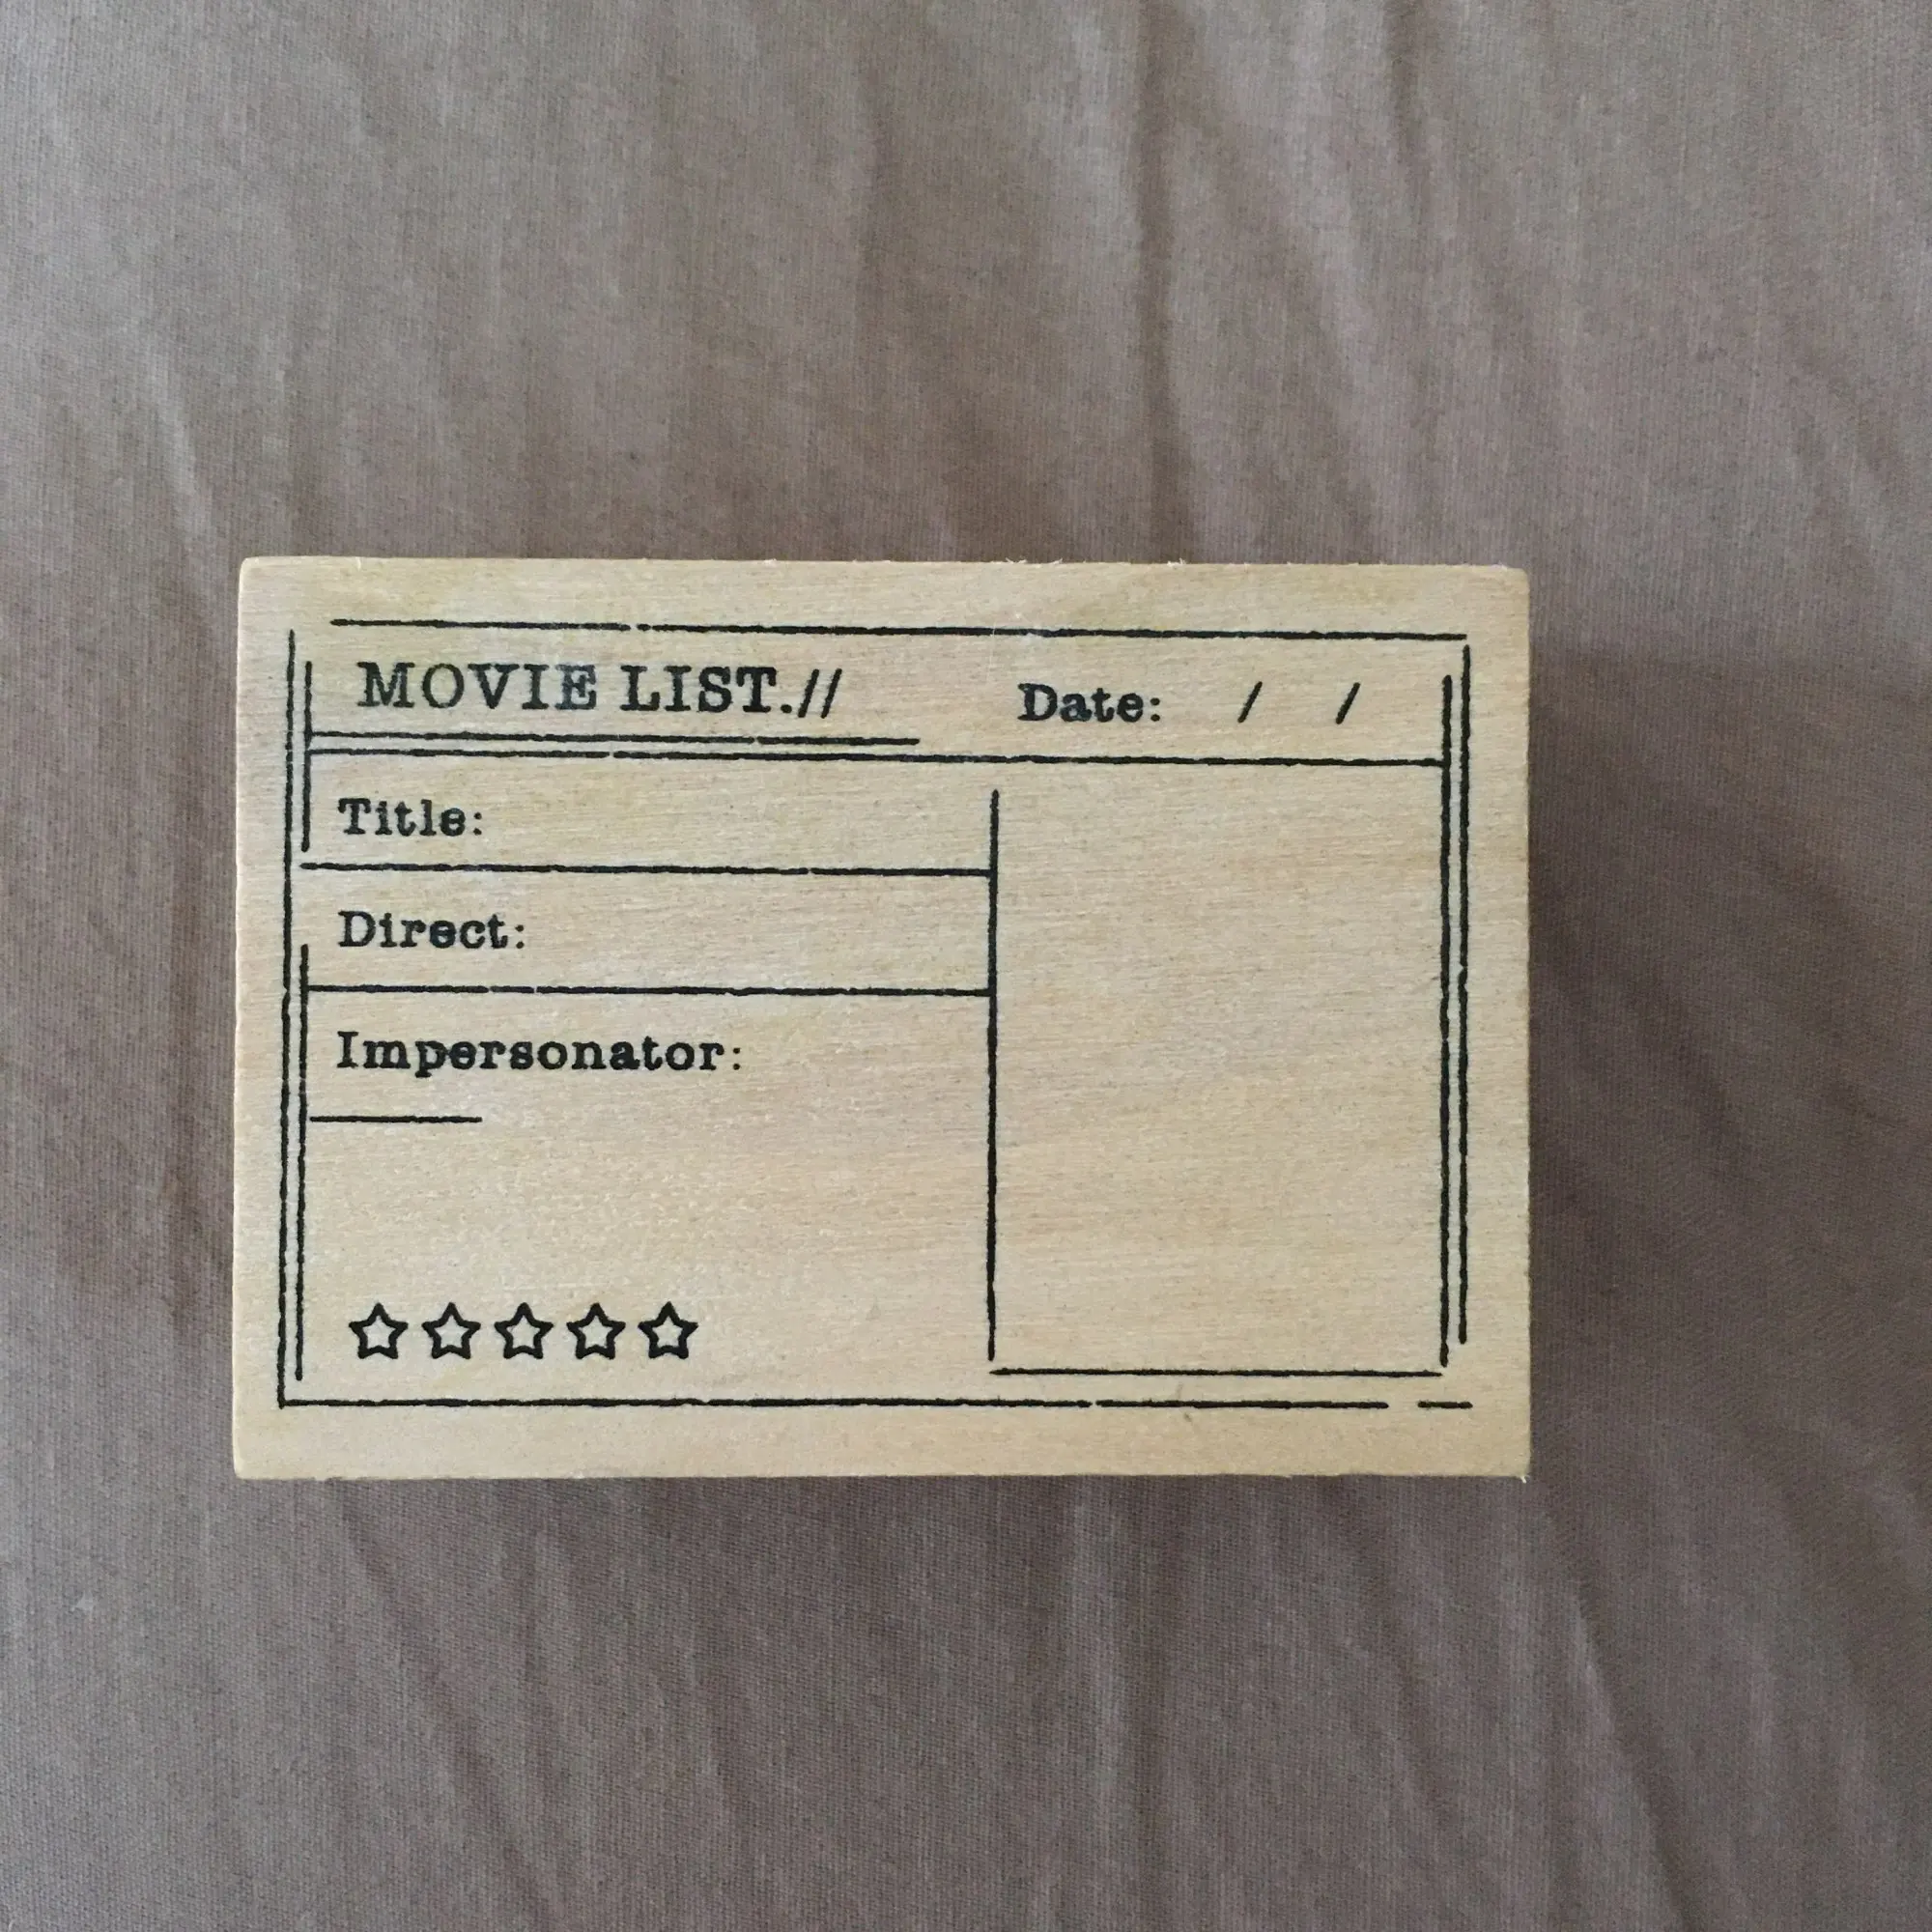 MOVIE LIST.// Date: / /
Title:
Direct:
Impersonator: